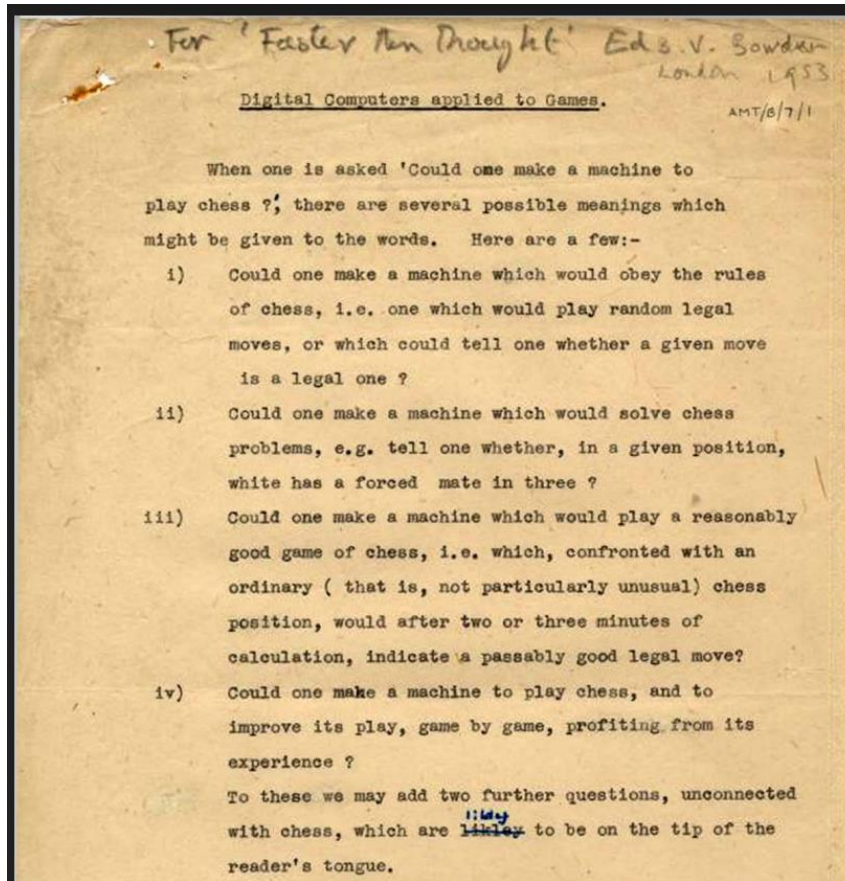 For 'Faster than Thought' Ed B. V. Bowden
London 1953
Digital Computers applied to Games.
AMT/B/7/1
When one is asked 'Could one make a machine to
play chess ?', there are several possible meanings which
might be given to the words. Here are a few:-
i) Could one make a machine which would obey the rules
of chess, i.e. one which would play random legal
moves, or which could tell one whether a given move
is a legal one ?
ii) Could one make a machine which would solve chess
problems, e.g. tell one whether, in a given position,
white has a forced mate in three ?
iii) Could one make a machine which would play a reasonably
good game of chess, i.e. which, confronted with an
ordinary ( that is, not particularly unusual) chess
position, would after two or three minutes of
calculation, indicate a passably good legal move?
iv) Could one make a machine to play chess, and to
improve its play, game by game, profiting from its
experience ?
To these we may add two further questions, unconnected
likley
with chess, which are likley to be on the tip of the
reader's tongue.